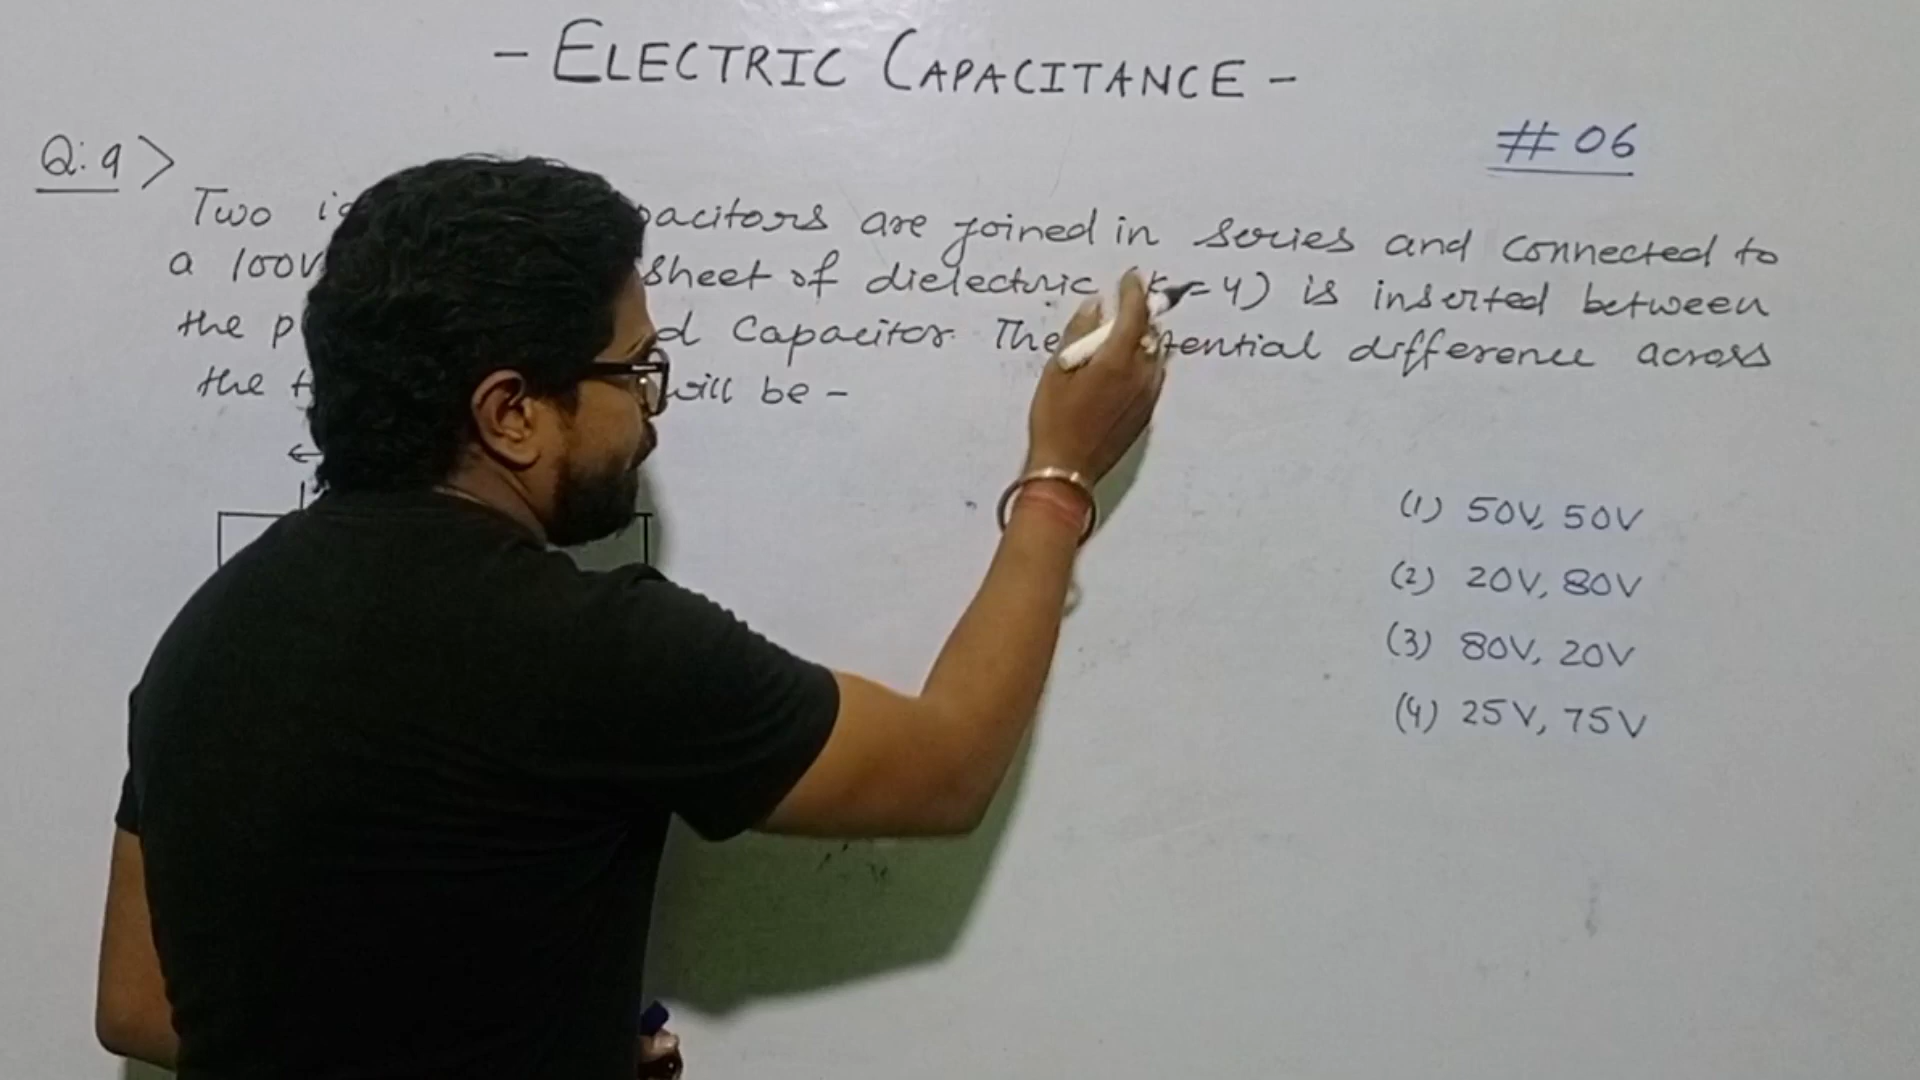 - ELECTRIC CAPACITANCE -
# 06
Q: 9 >
Two pacitors are joined in series and connected to
a 100V sheet of dielectric = 4) is inserted between
the Capacitor. The tential difference across
the will be -
(1) 50V, 50V
(2) 20V, 80V
(3) 80V, 20V
(4) 25V, 75V